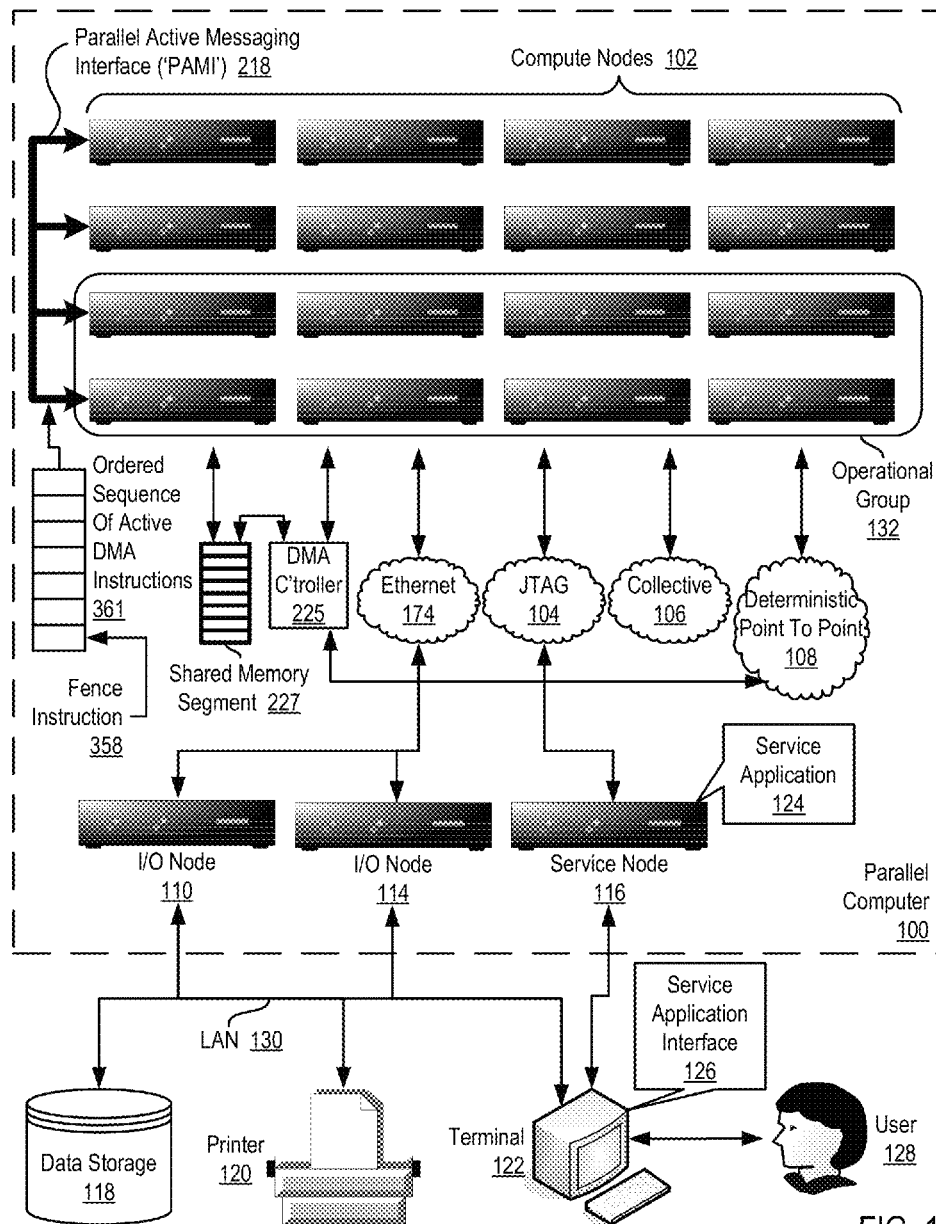 Parallel Active Messaging
Interface ('PAMI') 218
Compute Nodes 102
Ordered
Sequence
Of Active
DMA
Instructions
361
Operational
Group
132
DMA
C'troller
225
Ethernet
174
JTAG
104
Collective
106
Deterministic
Point To Point
108
Shared Memory
Segment 227
Fence
Instruction
358
Service
Application
124
I/O Node
110
I/O Node
114
Service Node
116
Parallel
Computer
100
LAN 130
Service
Application
Interface
126
Data Storage
118
Printer
120
Terminal
122
User
128
FIG. 1